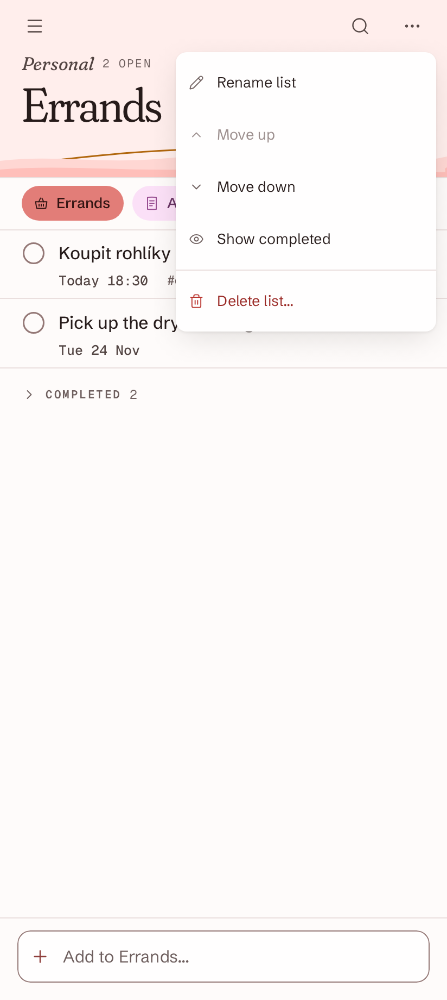 Personal 2 OPEN
Errands
Rename list
Move up
Move down
Show completed
Delete list...
Errands
Koupit rohlíky
Today 18:30
Pick up the
Tue 24 Nov
COMPLETED 2
Add to Errands...